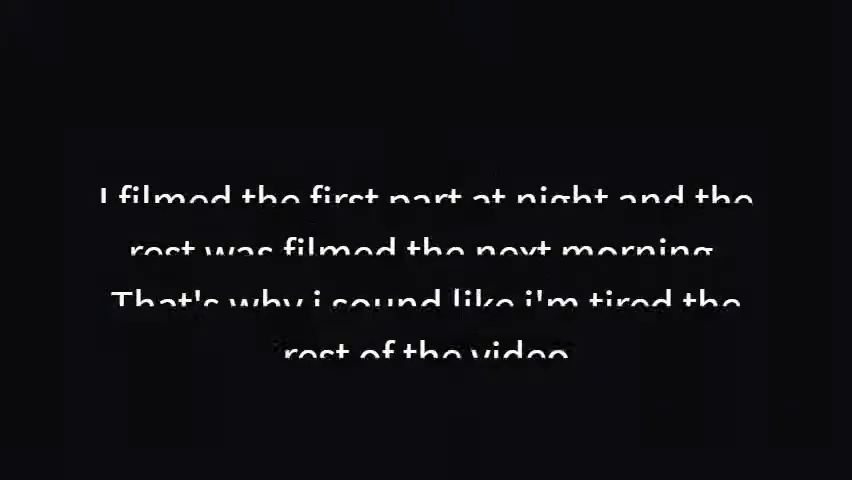 I filmed the first part at night and the
rest was filmed the next morning
That's why i sound like i'm tired the
rest of the video